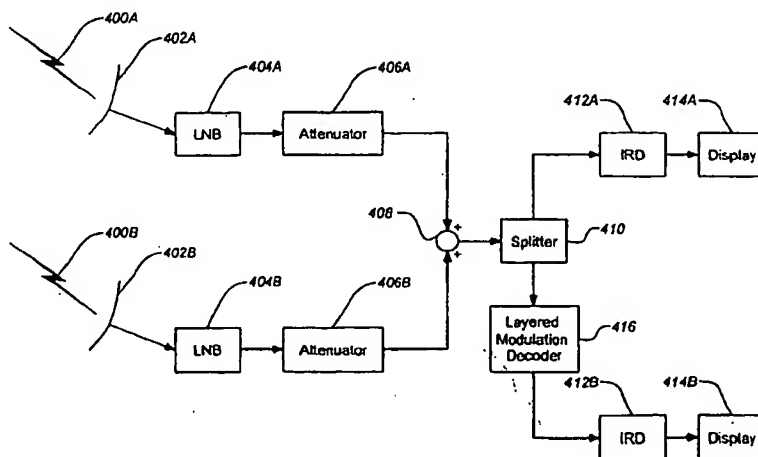 400A
402A
404A
406A
LNB
Attenuator
412A
414A
IRD
Display
408
+
+
Splitter
410
400B
402B
404B
406B
LNB
Attenuator
Layered
Modulation
Decoder
416
412B
414B
IRD
Display